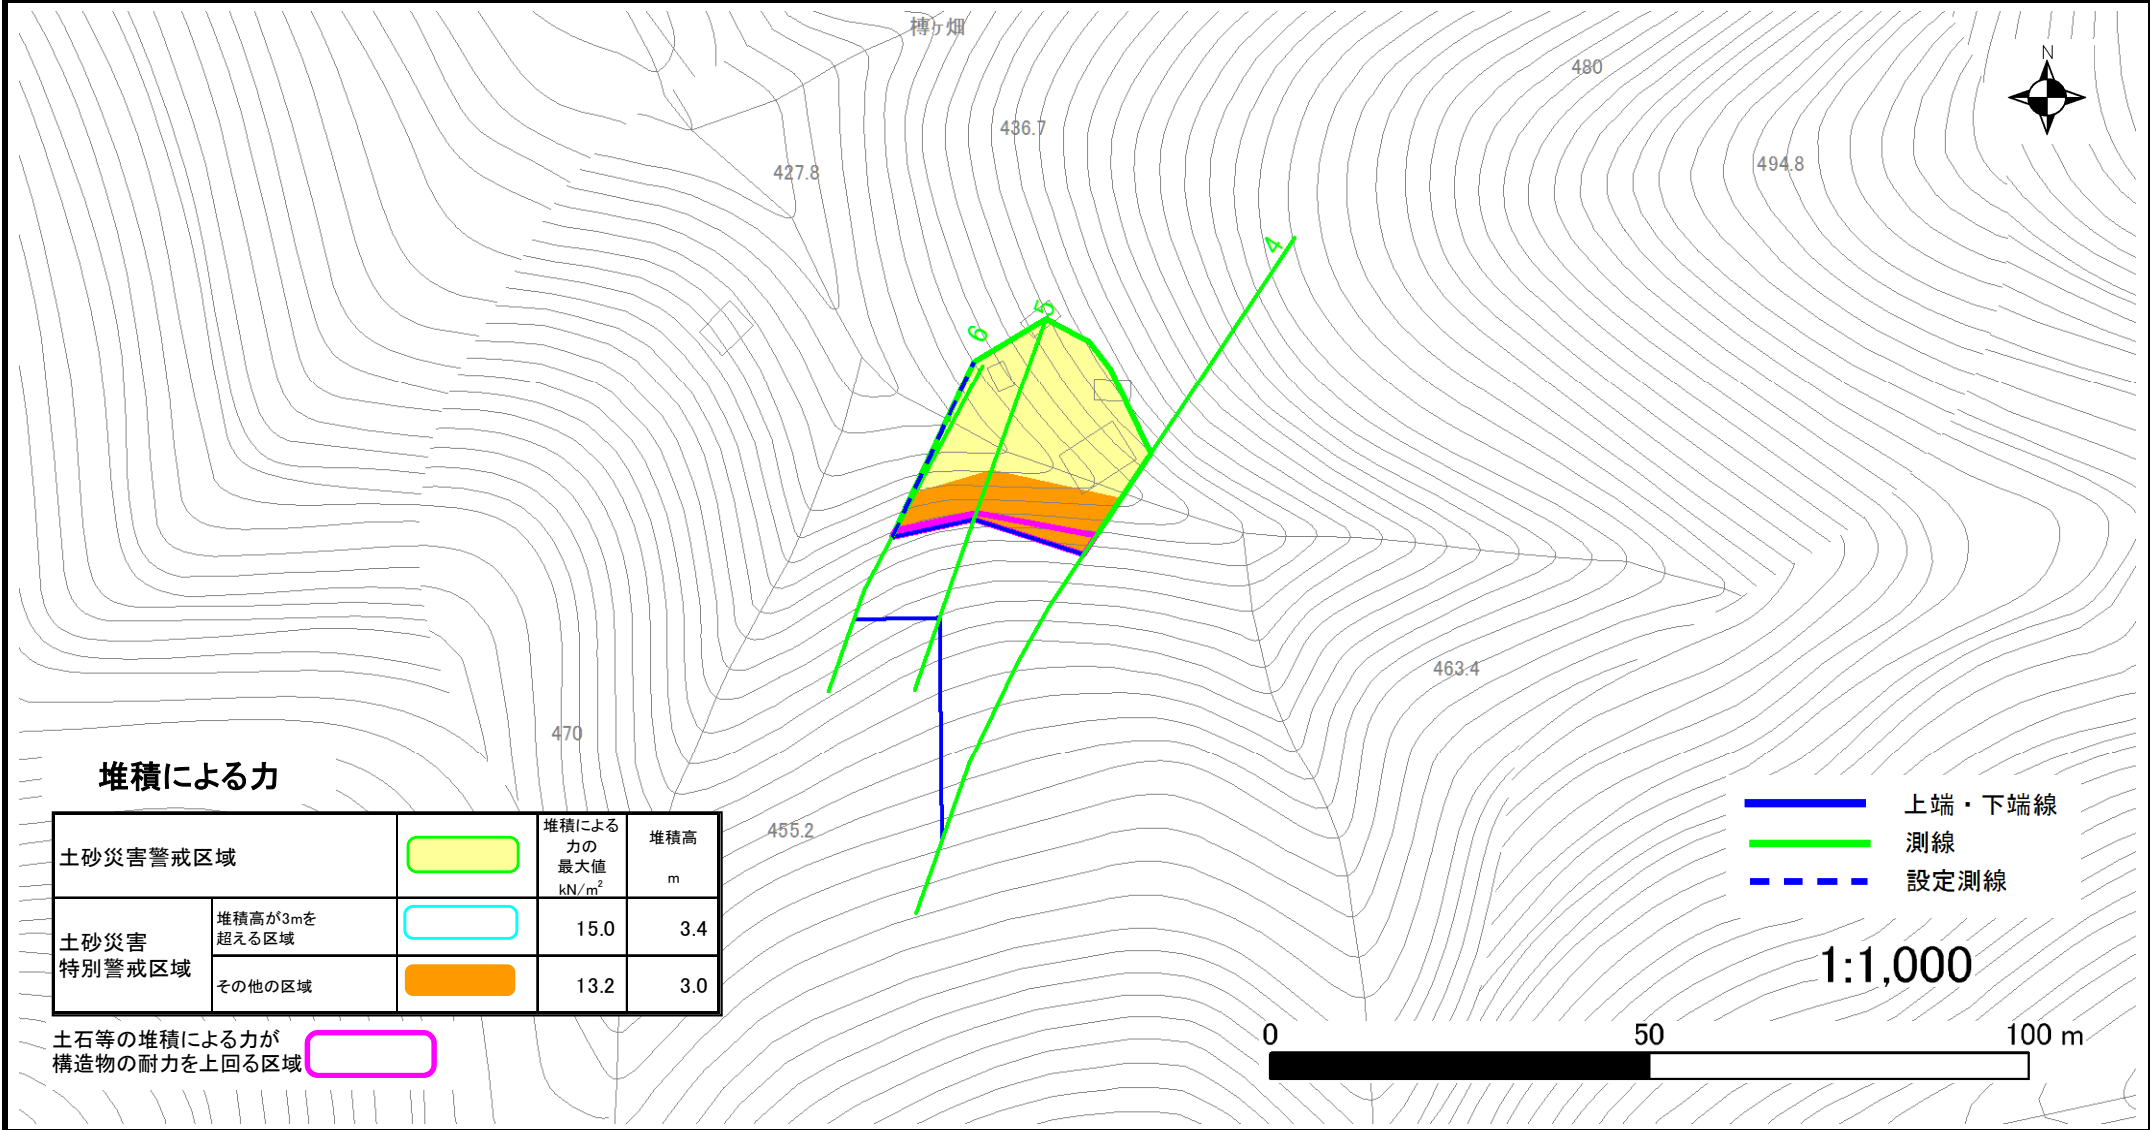 榑ヶ畑
N
480
436.7
427.8
494.8
4
5
6
463.4
470
455.2
堆積による力
土砂災害警戒区域
堆積による
力の
最大値
kN/m²
堆積高
m
土砂災害
特別警戒区域
堆積高が3mを
超える区域
15.0
3.4
その他の区域
13.2
3.0
土石等の堆積による力が
構造物の耐力を上回る区域
上端・下端線
測線
設定測線
1:1,000
0
50
100 m